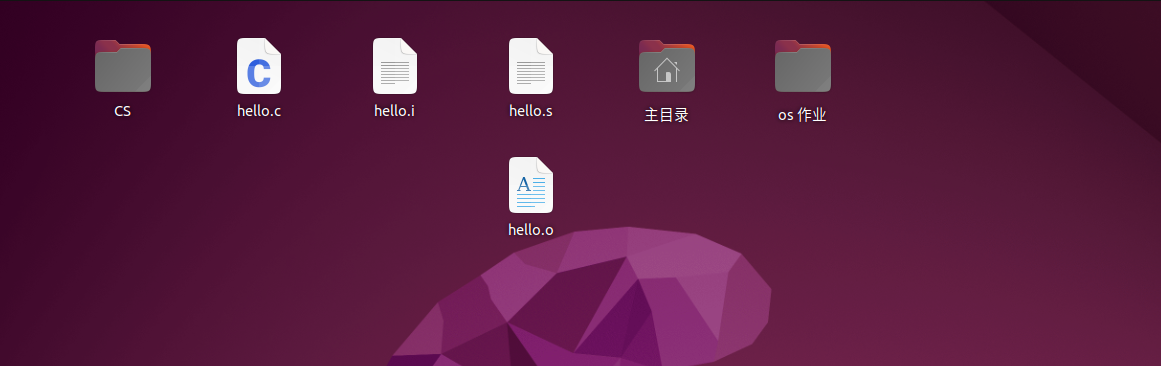 CS
hello.c
hello.i
hello.s
主目录
os 作业
hello.o